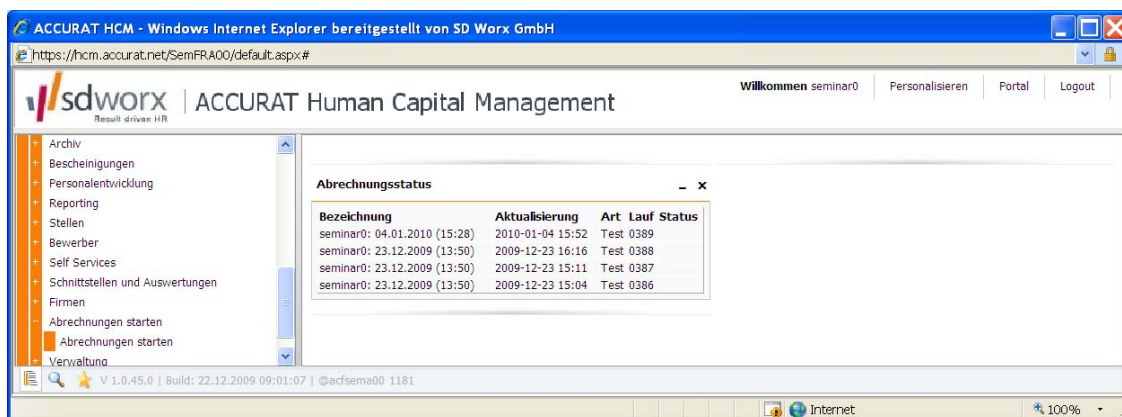 ACCURAT HCM - Windows Internet Explorer bereitgestellt von SD Worx GmbH
https://hcm.accurat.net/SemFRA00/default.aspx#
sdworx | ACCURAT Human Capital Management
Result driven HR
Willkommen seminar0 | Personalisieren | Portal | Logout
Archiv
Bescheinigungen
Personalentwicklung
Reporting
Stellen
Bewerber
Self Services
Schnittstellen und Auswertungen
Firmen
Abrechnungen starten
Abrechnungen starten
Verwaltung
Abrechnungsstatus
Bezeichnung Aktualisierung Art Lauf Status
seminar0: 04.01.2010 (15:28) 2010-01-04 15:52 Test 0389
seminar0: 23.12.2009 (13:50) 2009-12-23 16:16 Test 0388
seminar0: 23.12.2009 (13:50) 2009-12-23 15:11 Test 0387
seminar0: 23.12.2009 (13:50) 2009-12-23 15:04 Test 0386
V 1.0.45.0 | Build: 22.12.2009 09:01:07 | @acfsema00 1181
Internet
100%